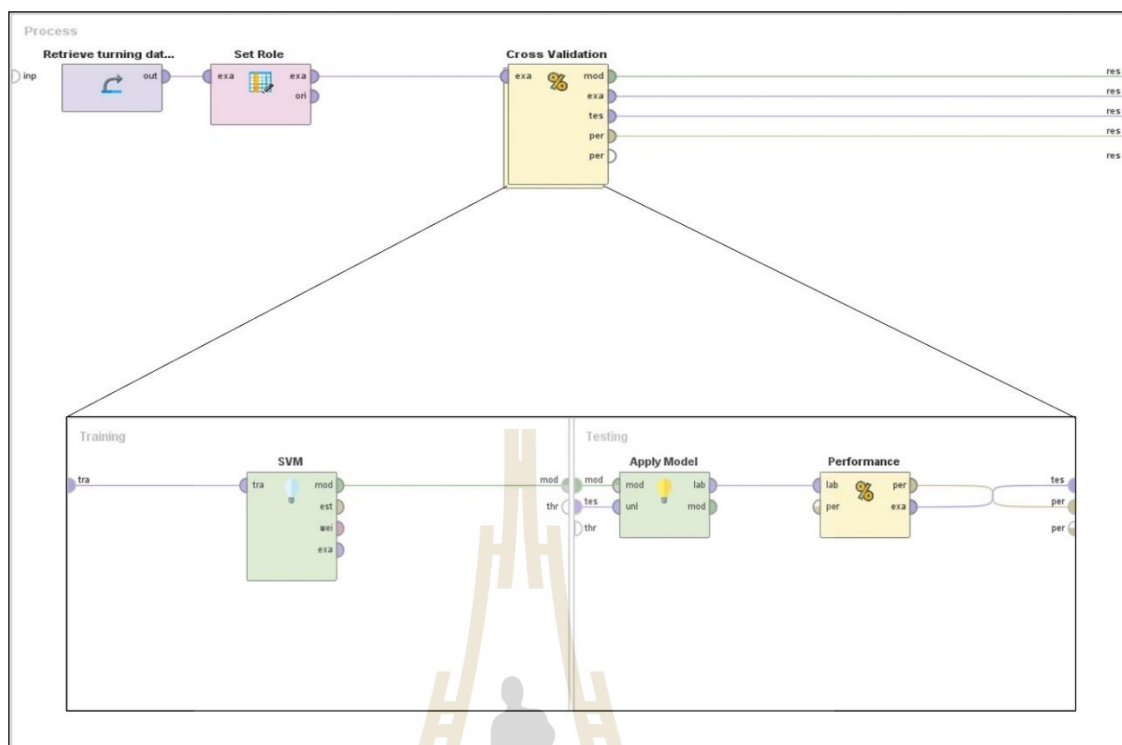 Process
Retrieve turning dat... Set Role Cross Validation
inp out exa exa exa mod res
ori exa res
tes res
per res
per res
Training Testing
SVM Apply Model Performance
tra tra mod mod mod mod lab lab per tes
est thr tes unl mod per exa per
wei thr per
exa